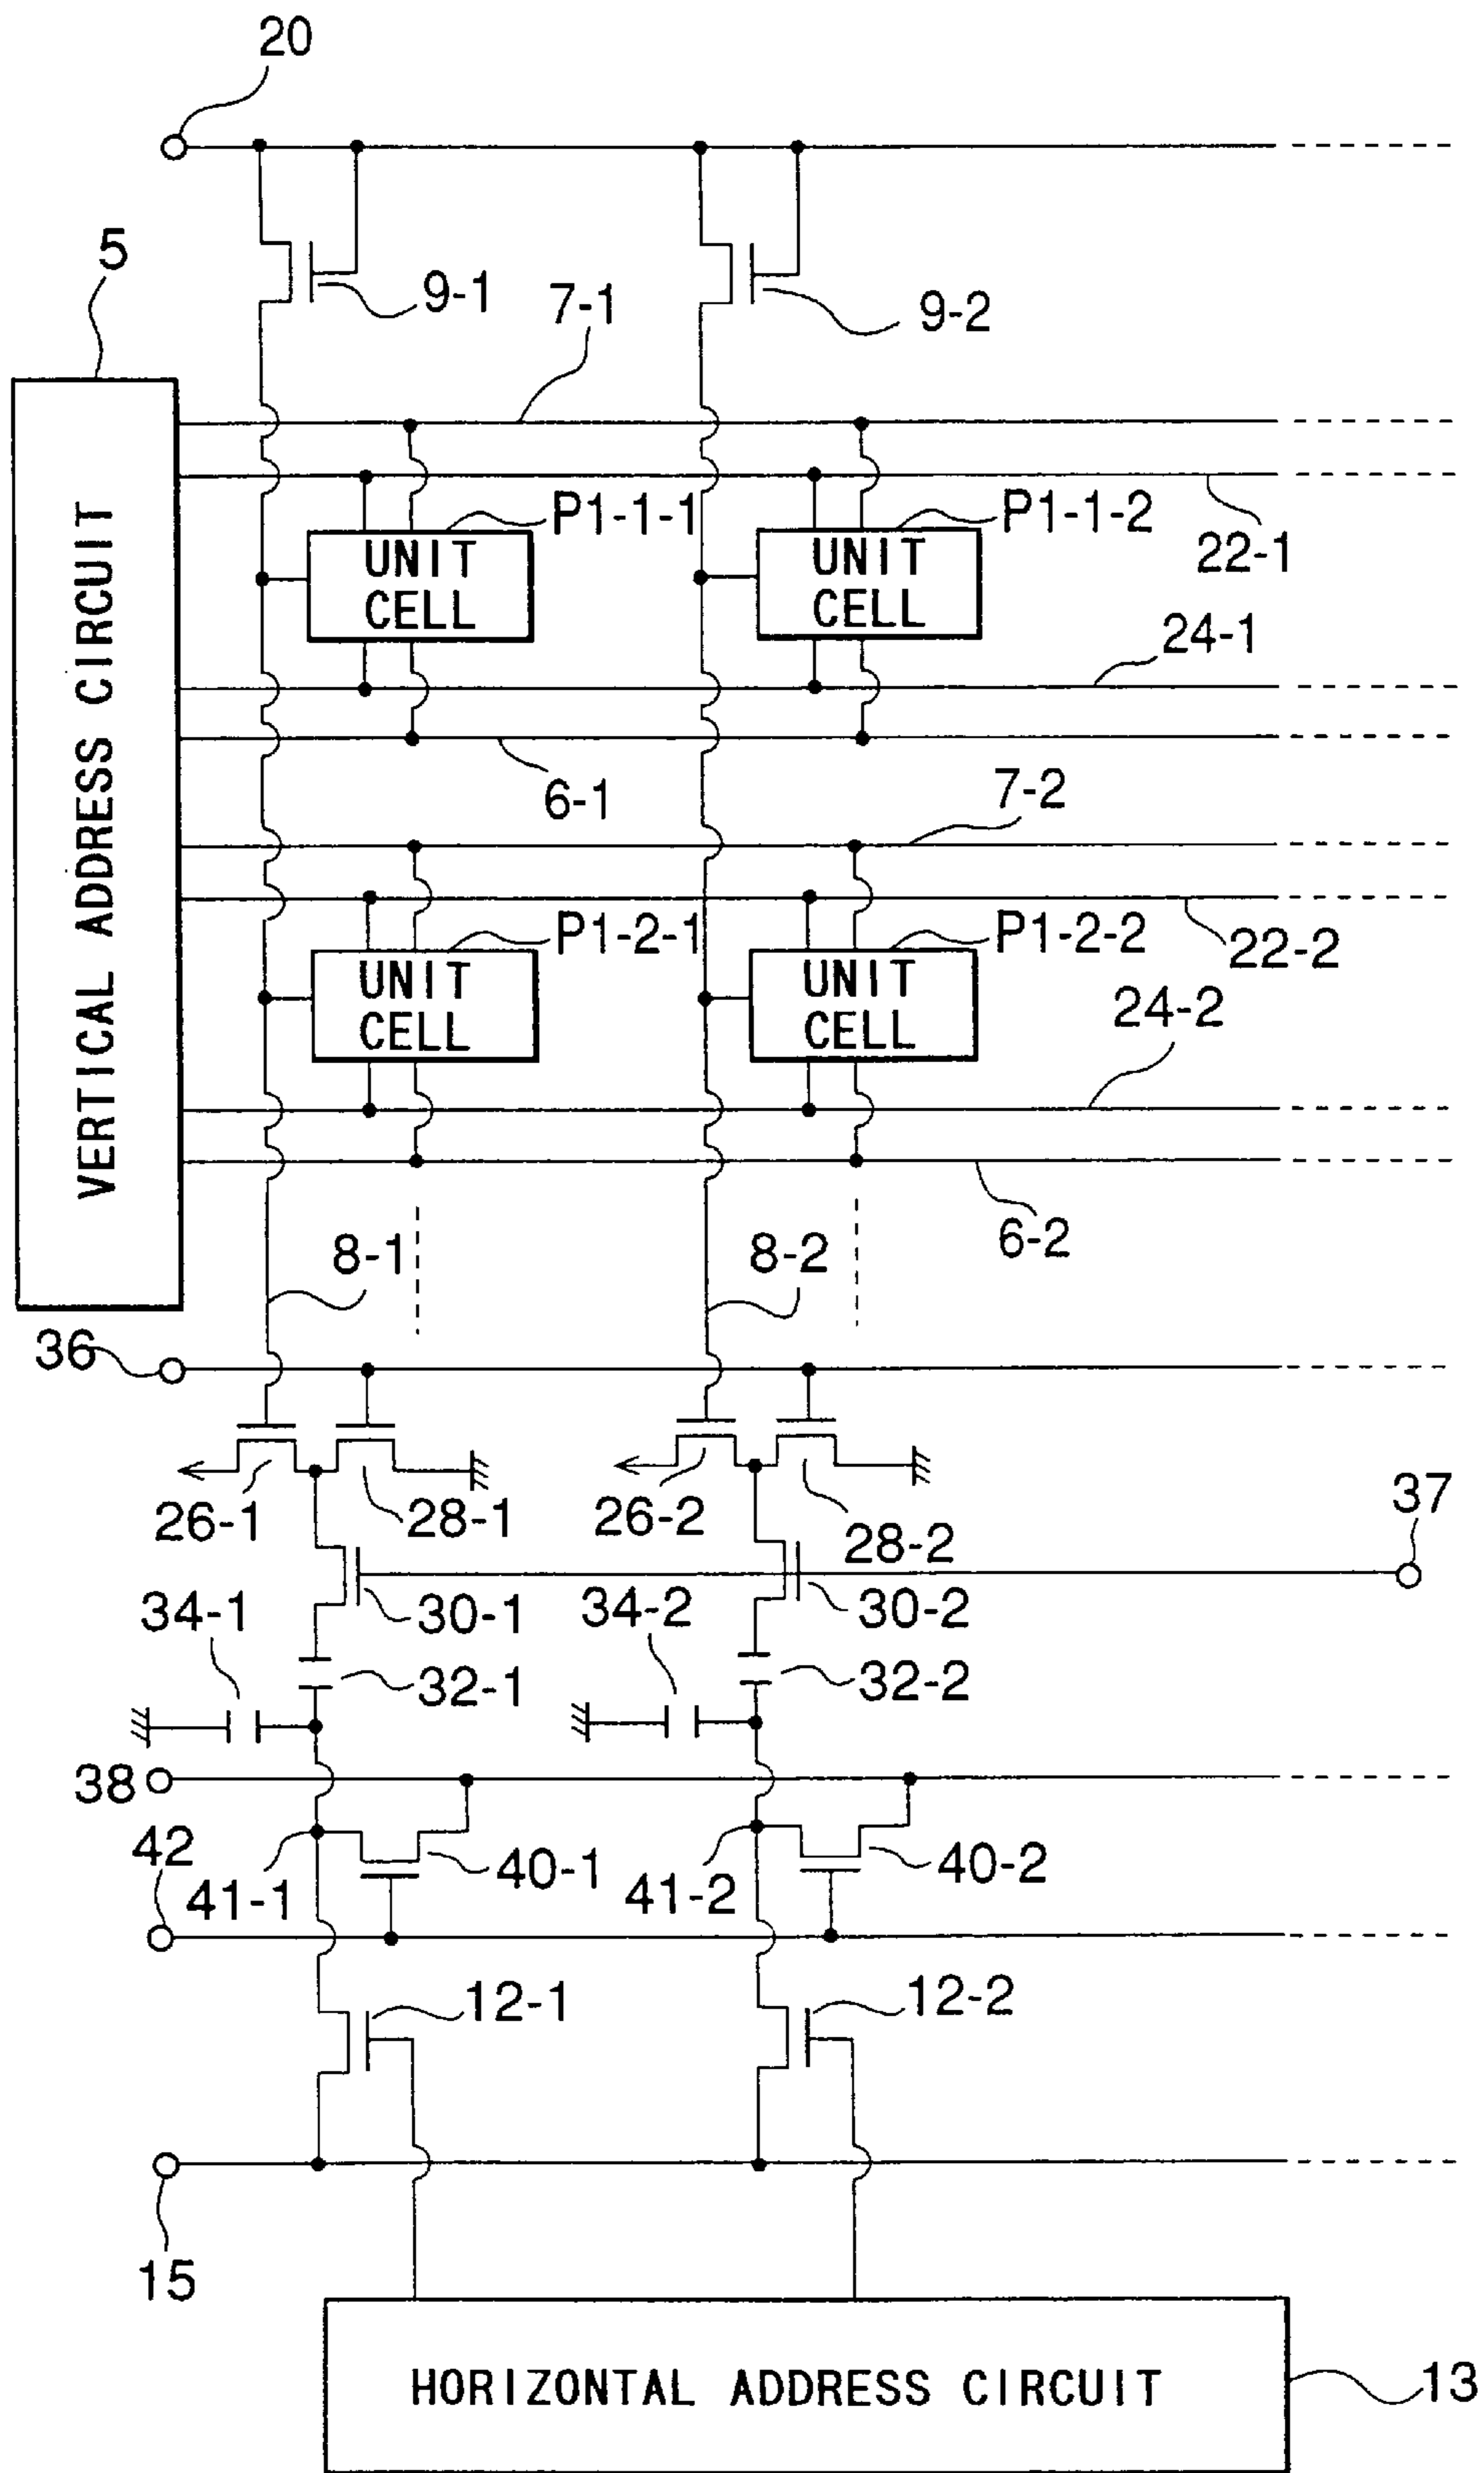 20
5
9-1
7-1
9-2
VERTICAL ADDRESS CIRCUIT
P1-1-1
P1-1-2
UNIT
CELL
UNIT
CELL
22-1
24-1
6-1
7-2
P1-2-1
P1-2-2
22-2
UNIT
CELL
UNIT
CELL
24-2
6-2
8-1
8-2
36
26-1
28-1
26-2
28-2
37
34-1
30-1
34-2
30-2
32-1
32-2
38
42
41-1
40-1
41-2
40-2
12-1
12-2
15
HORIZONTAL ADDRESS CIRCUIT
13